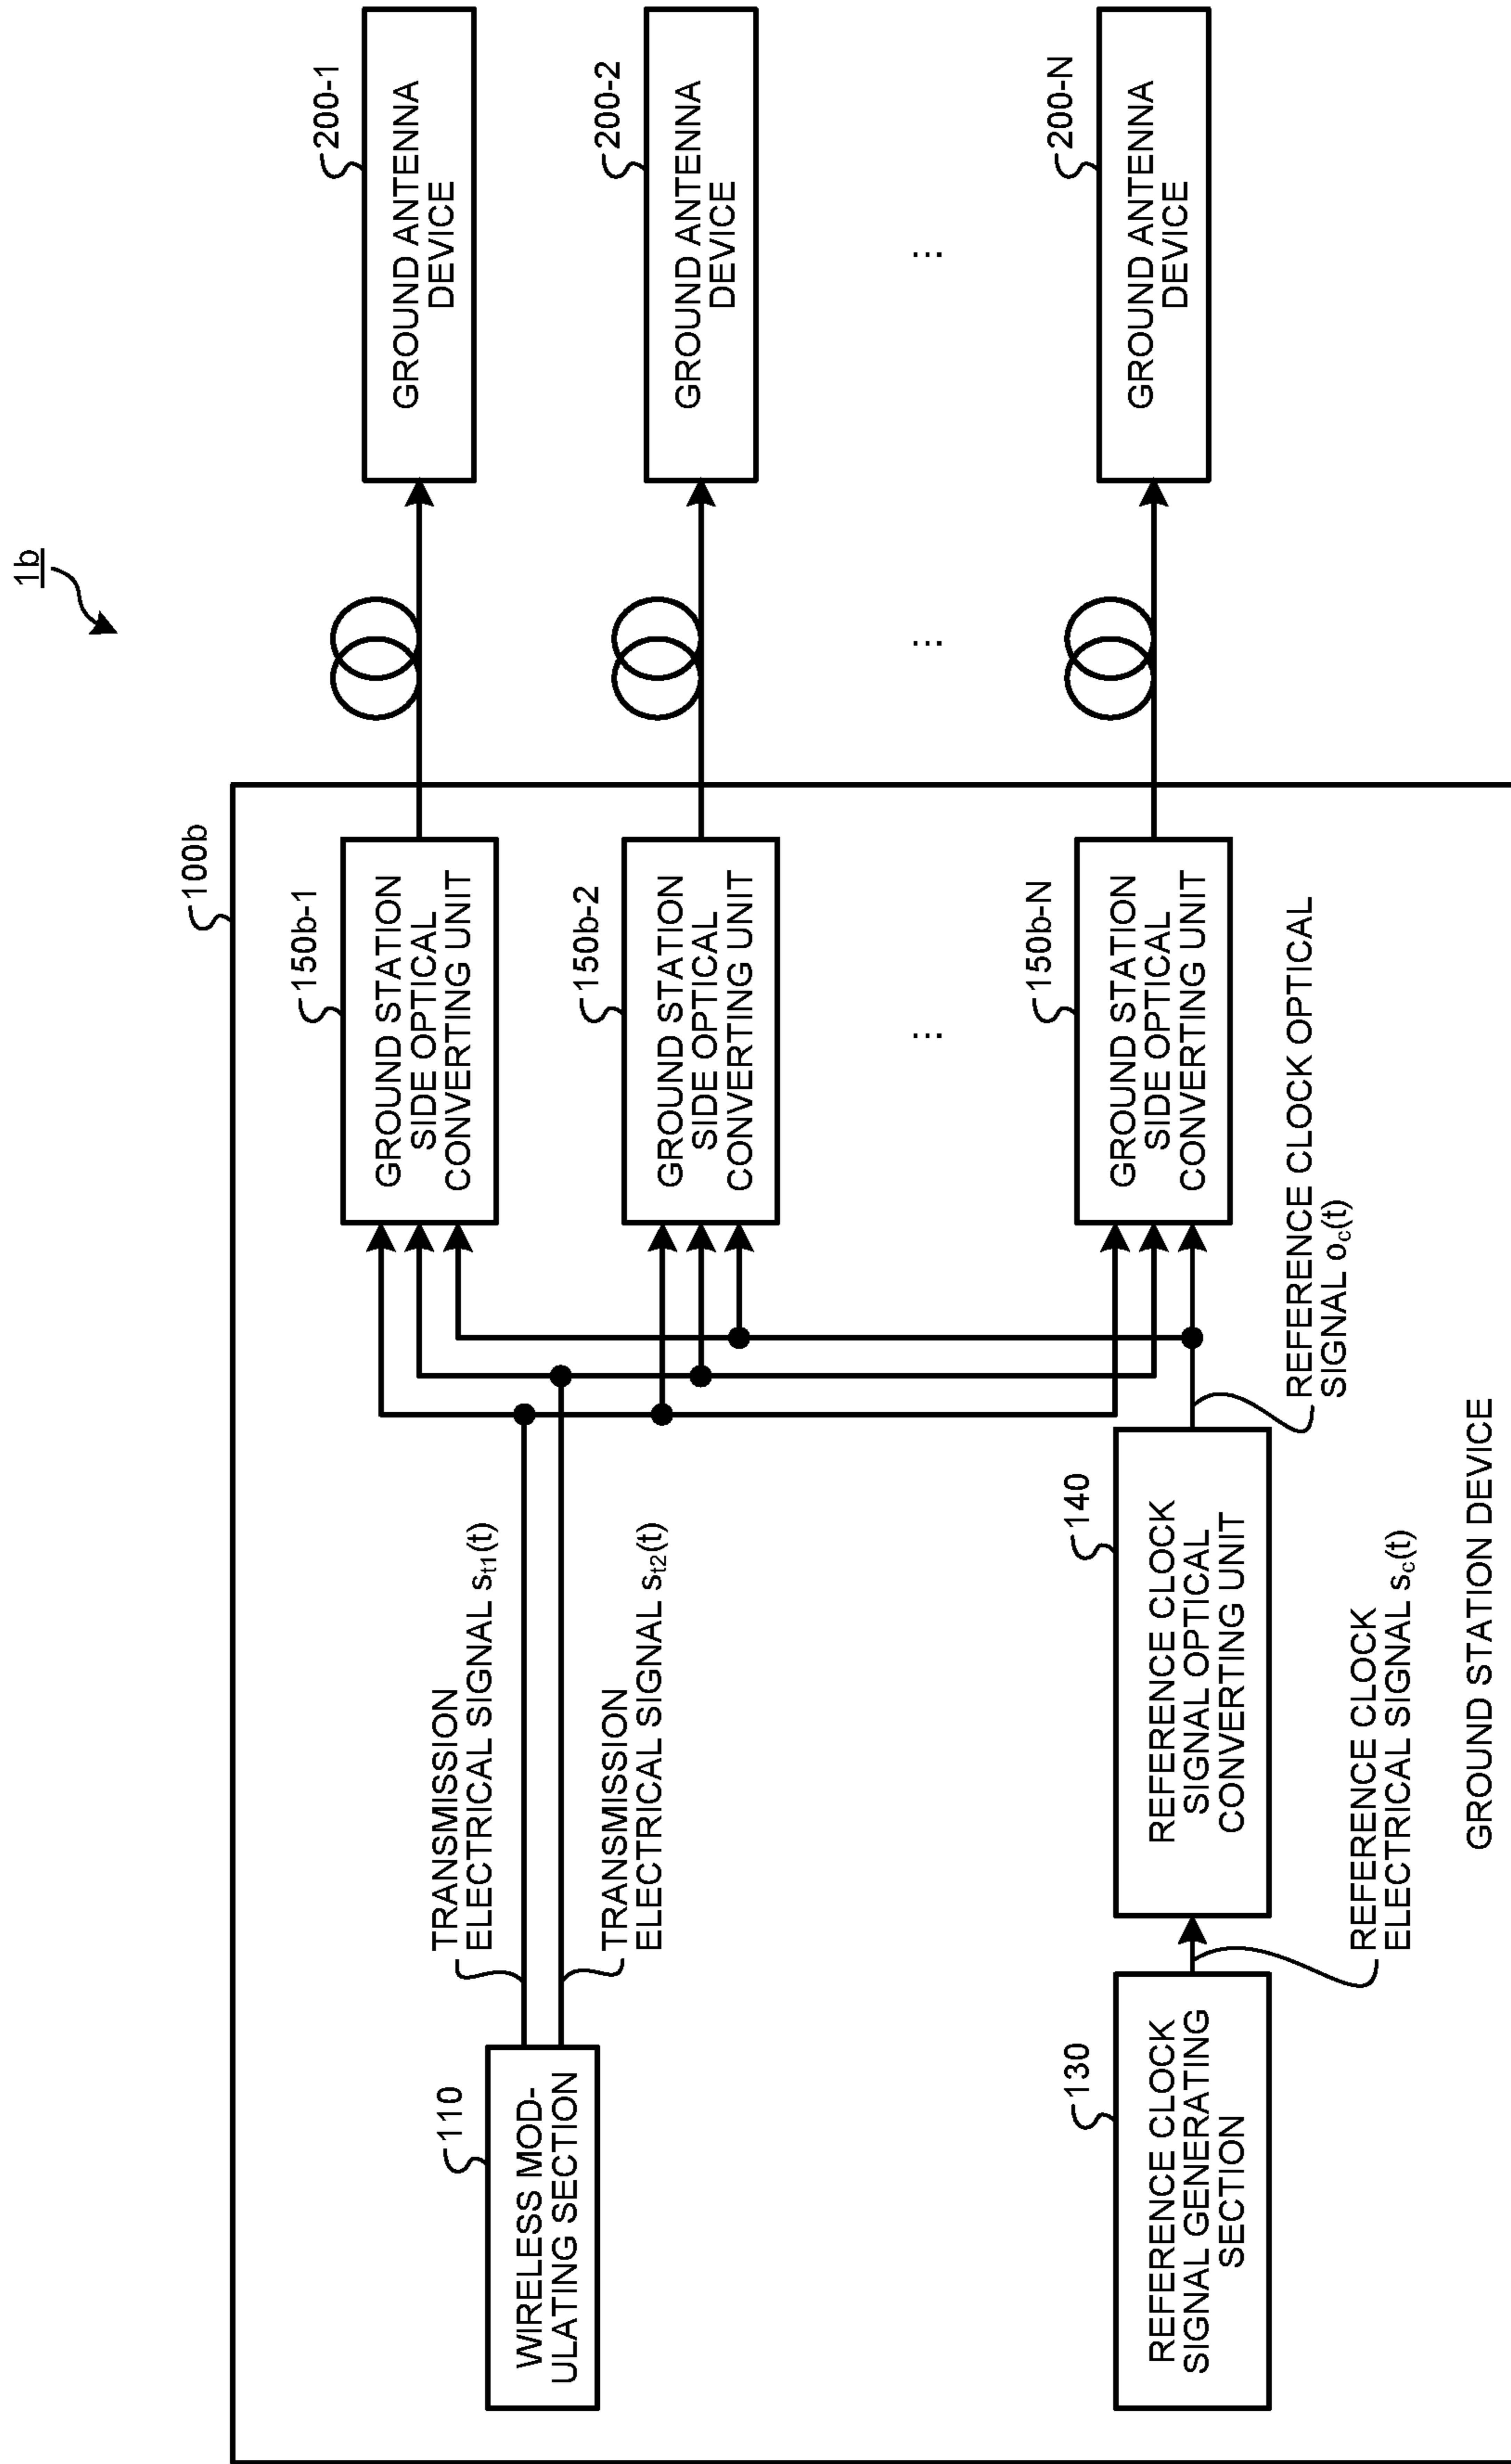 1b
100b
110
WIRELESS MOD-
ULATING SECTION
TRANSMISSION
ELECTRICAL SIGNAL st1(t)
TRANSMISSION
ELECTRICAL SIGNAL st2(t)
150b-1
GROUND STATION
SIDE OPTICAL
CONVERTING UNIT
200-1
GROUND ANTENNA
DEVICE
150b-2
GROUND STATION
SIDE OPTICAL
CONVERTING UNIT
200-2
GROUND ANTENNA
DEVICE
...
...
...
150b-N
GROUND STATION
SIDE OPTICAL
CONVERTING UNIT
200-N
GROUND ANTENNA
DEVICE
130
REFERENCE CLOCK
SIGNAL GENERATING
SECTION
140
REFERENCE CLOCK
SIGNAL OPTICAL
CONVERTING UNIT
REFERENCE CLOCK OPTICAL
SIGNAL oc(t)
REFERENCE CLOCK
ELECTRICAL SIGNAL sc(t)
GROUND STATION DEVICE